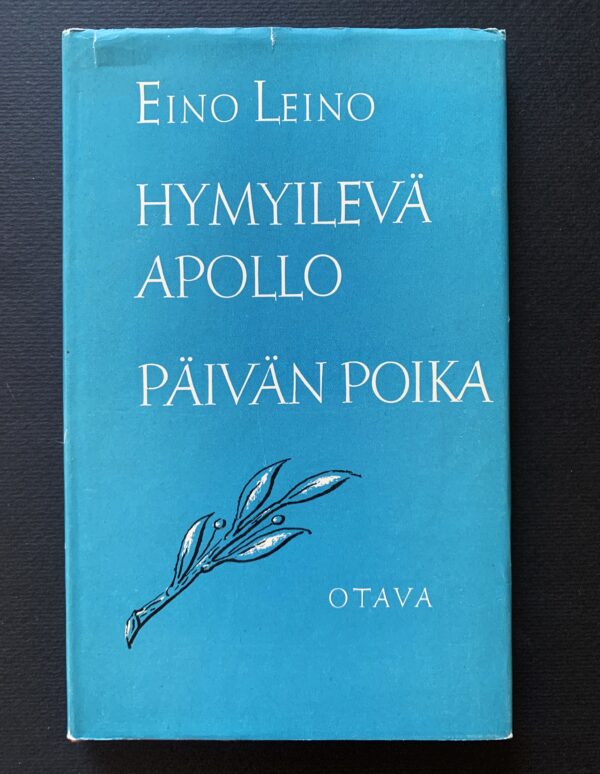 EINO LEINO
HYMYILEVÄ
APOLLO
PÄIVÄN POIKA
OTAVA